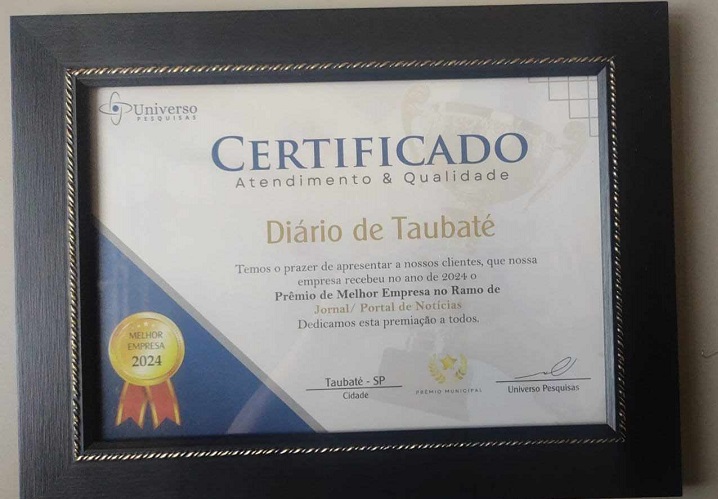 Universo
PESQUISAS
CERTIFICADO
Atendimento & Qualidade
Diário de Taubaté
Temos o prazer de apresentar a nossos clientes, que nossa
empresa recebeu no ano de 2024 o
Prêmio de Melhor Empresa no Ramo de
Jornal/ Portal de Notícias
Dedicamos esta premiação a todos.
MELHOR
EMPRESA
2024
Taubaté - SP
Cidade
PRÊMIO MUNICIPAL
Universo Pesquisas